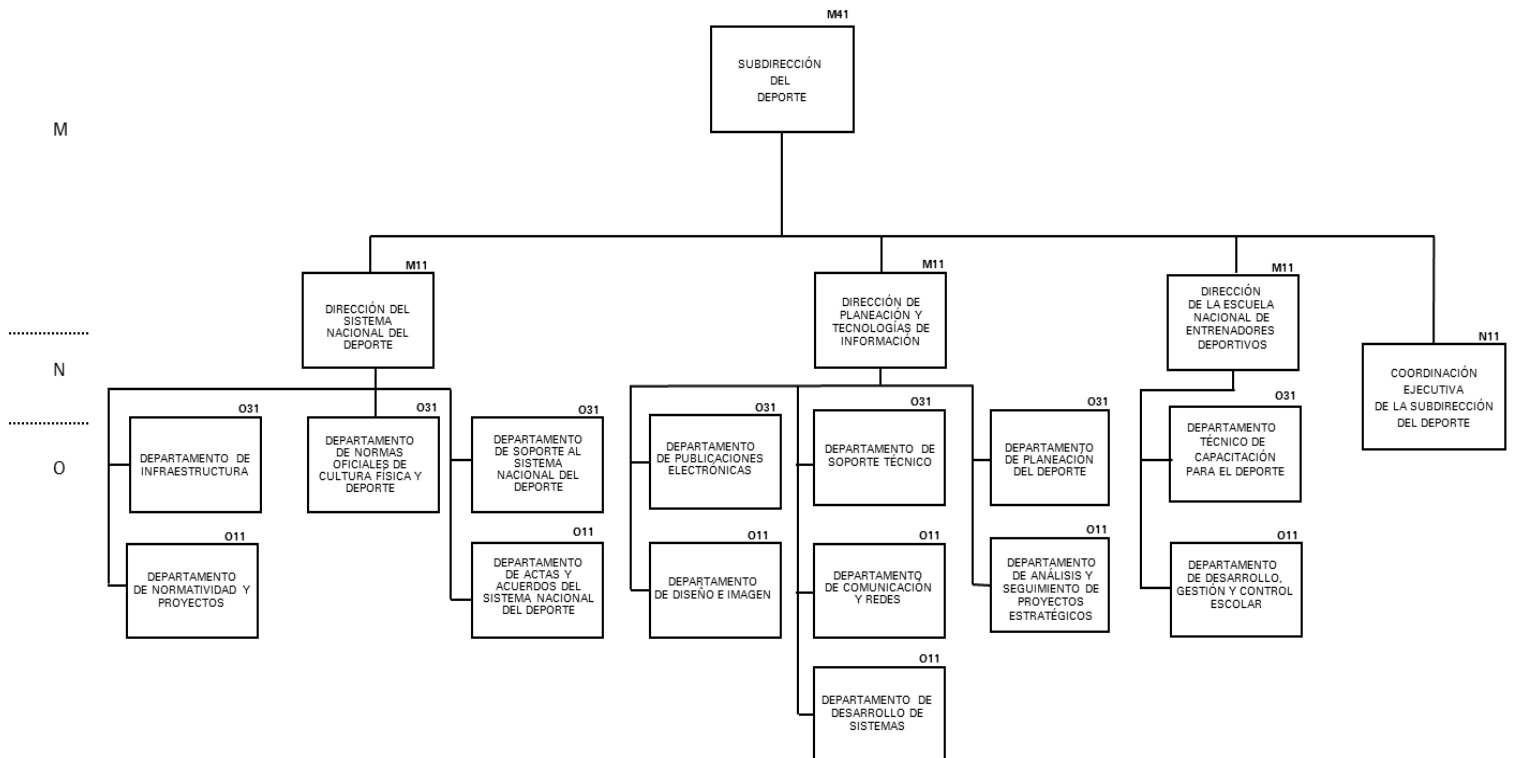 M41
SUBDIRECCIÓN
DEL
DEPORTE
M
M11
DIRECCIÓN DEL
SISTEMA
NACIONAL DEL
DEPORTE
M11
DIRECCIÓN DE
PLANEACIÓN Y
TECNOLOGÍAS DE
INFORMACIÓN
M11
DIRECCIÓN
DE LA ESCUELA
NACIONAL DE
ENTRENADORES
DEPORTIVOS
N11
COORDINACIÓN
EJECUTIVA
DE LA SUBDIRECCIÓN
DEL DEPORTE
N
O31
DEPARTAMENTO DE
INFRAESTRUCTURA
O31
DEPARTAMENTO
DE NORMAS
OFICIALES DE
CULTURA FÍSICA Y
DEPORTE
O31
DEPARTAMENTO
DE SOPORTE AL
SISTEMA
NACIONAL DEL
DEPORTE
O31
DEPARTAMENTO
DE PUBLICACIONES
ELECTRÓNICAS
O31
DEPARTAMENTO DE
SOPORTE TÉCNICO
O31
DEPARTAMENTO
DE PLANEACIÓN
DEL DEPORTE
O31
DEPARTAMENTO
TÉCNICO DE
CAPACITACIÓN
PARA EL DEPORTE
O
O11
DEPARTAMENTO
DE NORMATIVIDAD Y
PROYECTOS
O11
DEPARTAMENTO
DE ACTAS Y
ACUERDOS DEL
SISTEMA NACIONAL
DEL DEPORTE
O11
DEPARTAMENTO
DE DISEÑO E IMAGEN
O11
DEPARTAMENTO
DE COMUNICACIÓN
Y REDES
O11
DEPARTAMENTO
DE ANÁLISIS Y
SEGUIMIENTO DE
PROYECTOS
ESTRATÉGICOS
O11
DEPARTAMENTO
DE DESARROLLO,
GESTIÓN Y CONTROL
ESCOLAR
O11
DEPARTAMENTO DE
DESARROLLO DE
SISTEMAS